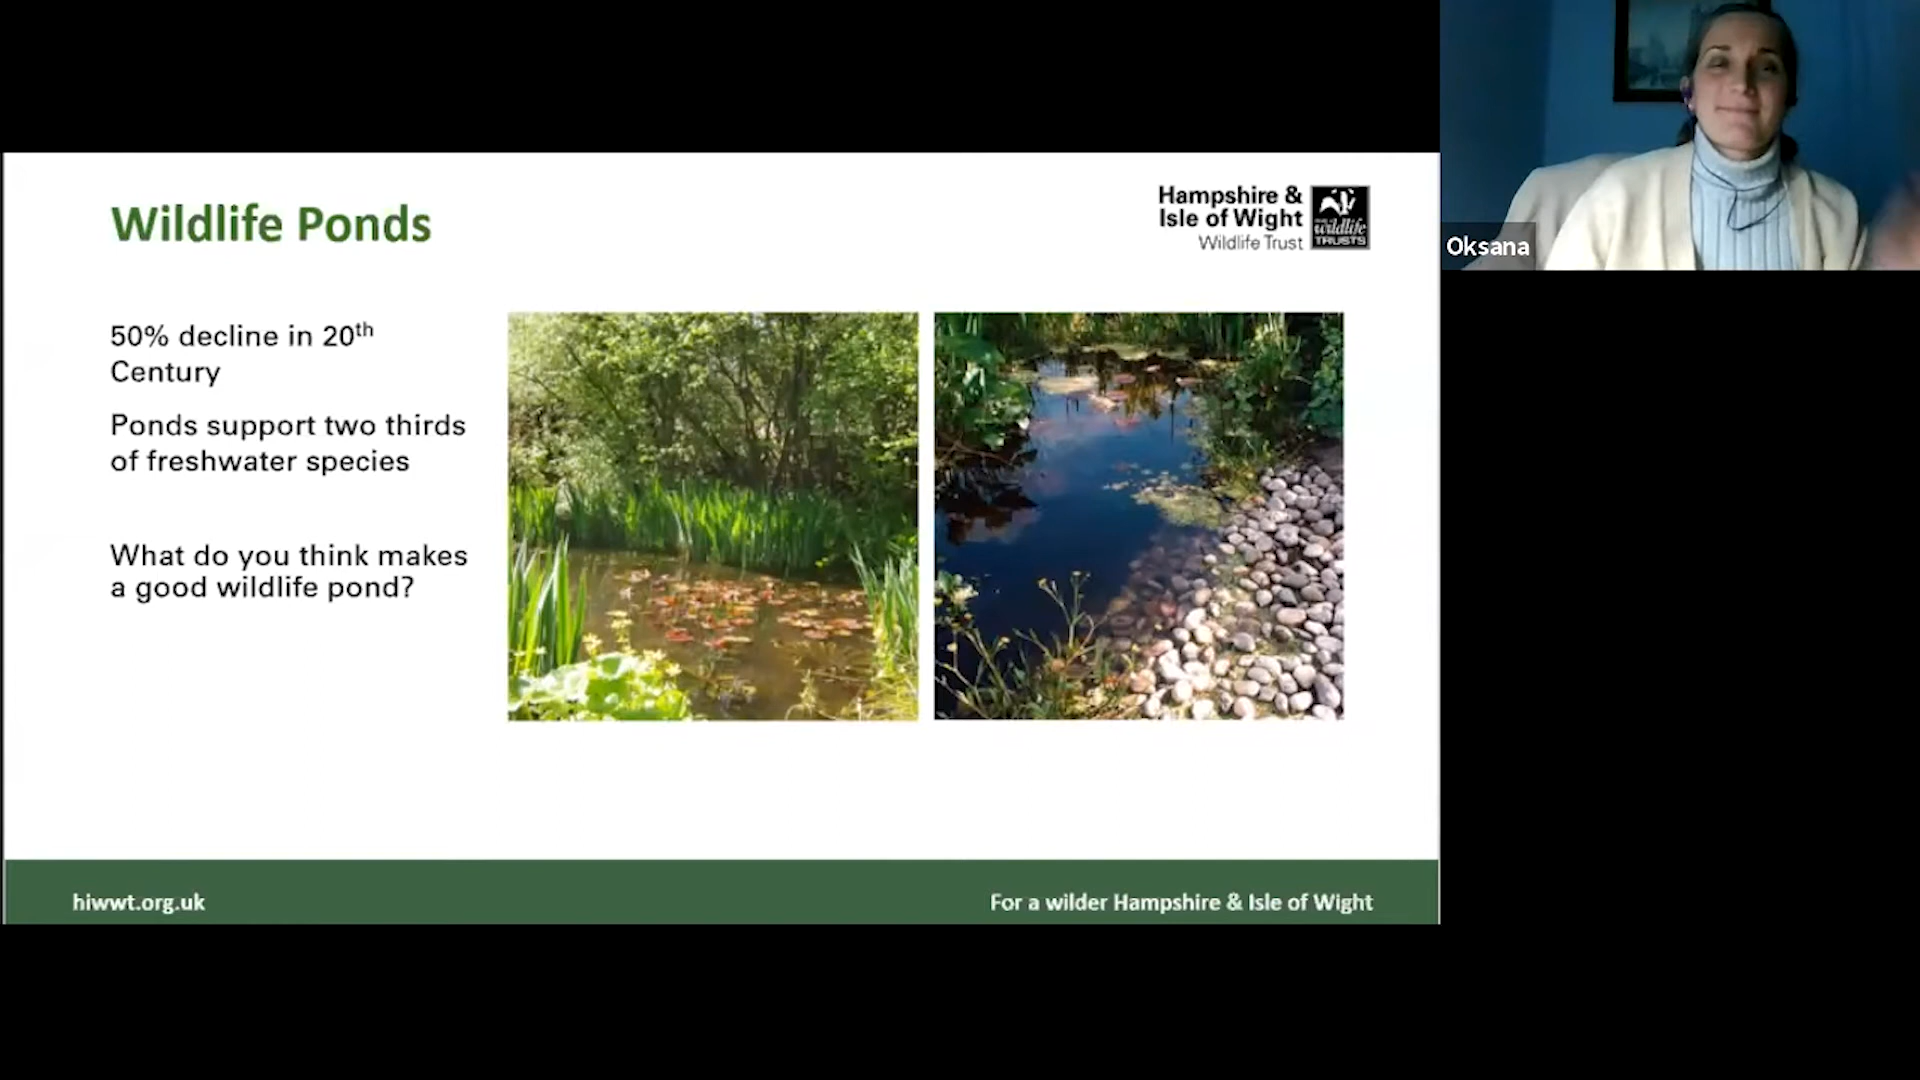 Wildlife Ponds
Hampshire &
Isle of Wight
Wildlife Trust
wildlife
TRUSTS
50% decline in 20th
Century
Ponds support two thirds
of freshwater species
What do you think makes
a good wildlife pond?
hiwwt.org.uk
For a wilder Hampshire & Isle of Wight
Oksana